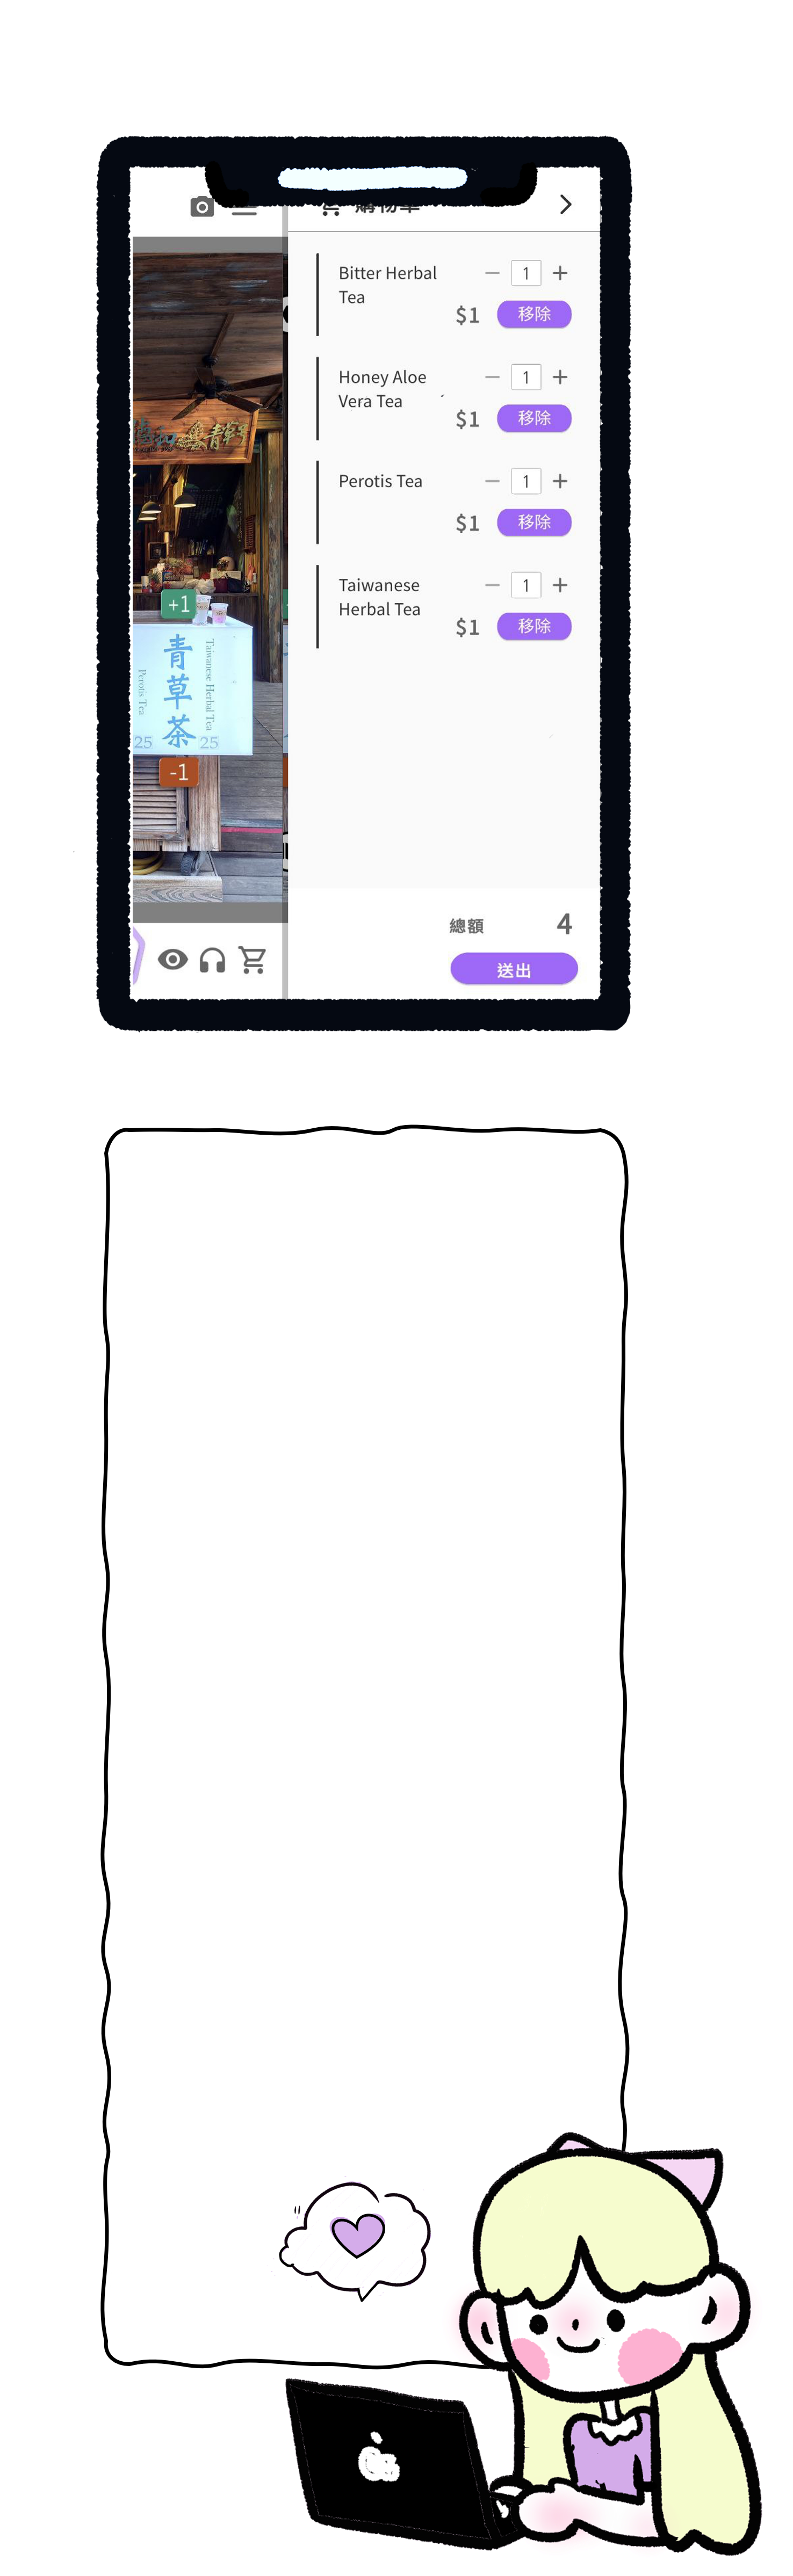 購物車
Bitter Herbal
Tea
1
$1
移除
Honey Aloe
Vera Tea
1
$1
移除
Perotis Tea
1
$1
移除
Taiwanese
Herbal Tea
1
$1
移除
總額
4
送出
青草
+1
青草茶
Taiwanese Herbal Tea
25
Perotis Tea
25
-1